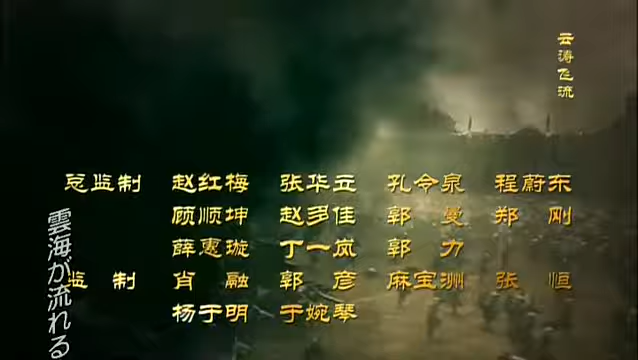 云涛飞流
总监制 赵红梅 张华立 孔令泉 程蔚东
顾顺坤 赵多佳 郭曼 郑刚
薛惠璇 丁一岚 郭力
监制 肖融 郭彦 麻宝洲 张恒
杨于明 于婉琴
雲海が流れる